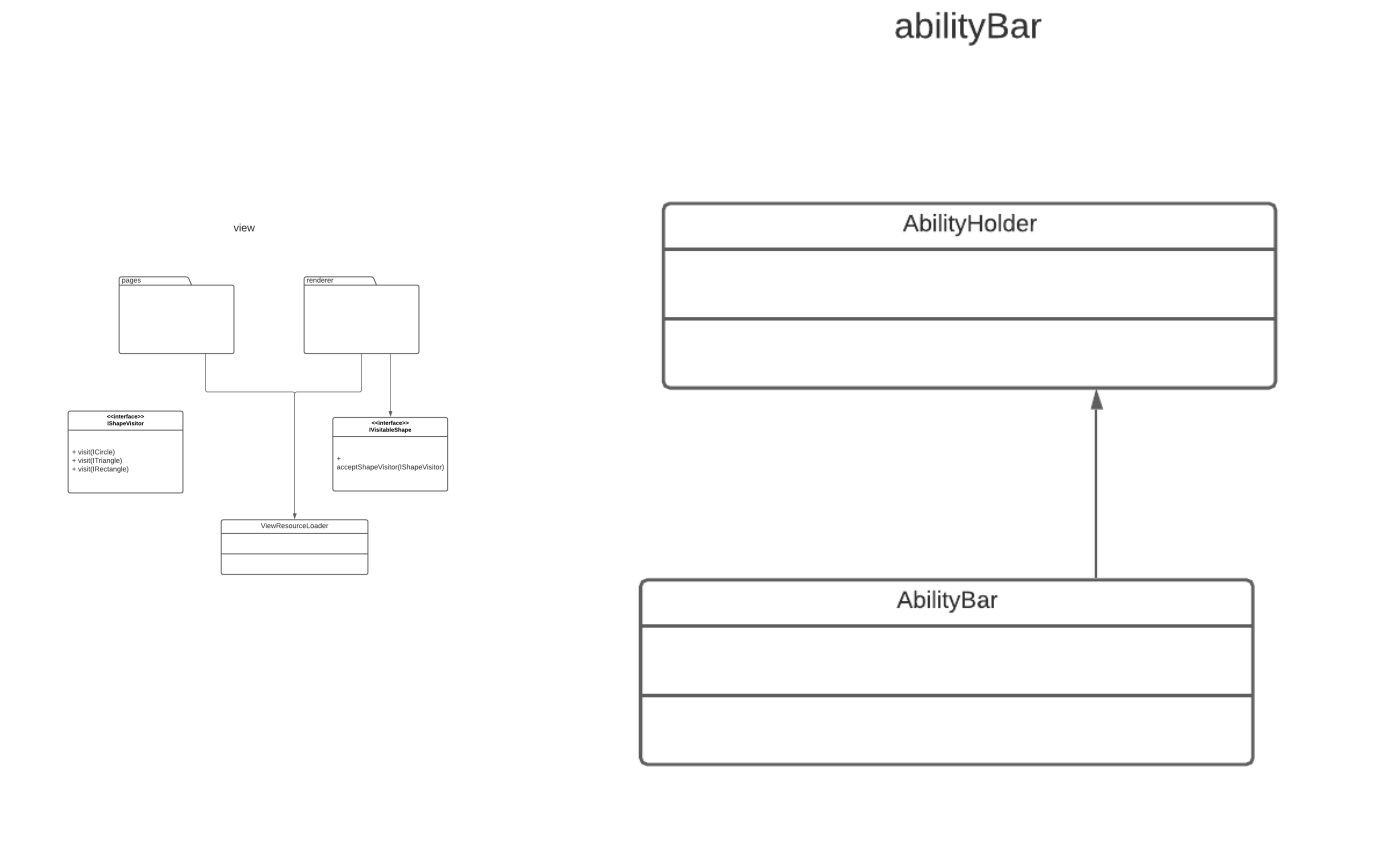 abilityBar
view
pages
renderer
<<interface>>
IShapeVisitor
+ visit(ICircle)
+ visit(ITriangle)
+ visit(IRectangle)
<<interface>>
IVisitableShape
+
acceptShapeVisitor(IShapeVisitor)
ViewResourceLoader
AbilityHolder
AbilityBar